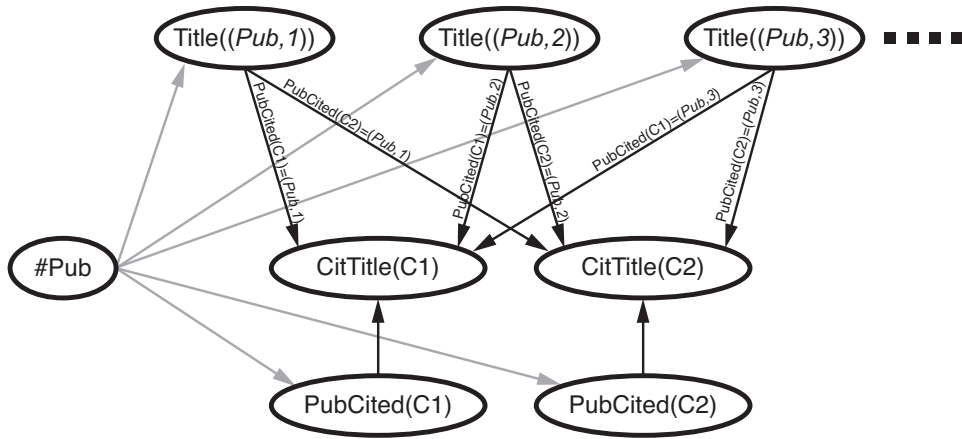 Title((Pub,1))
Title((Pub,2))
Title((Pub,3))
PubCited(C1)=(Pub,1)
PubCited(C2)=(Pub,1)
PubCited(C1)=(Pub,2)
PubCited(C2)=(Pub,2)
PubCited(C1)=(Pub,3)
PubCited(C2)=(Pub,3)
#Pub
CitTitle(C1)
CitTitle(C2)
PubCited(C1)
PubCited(C2)